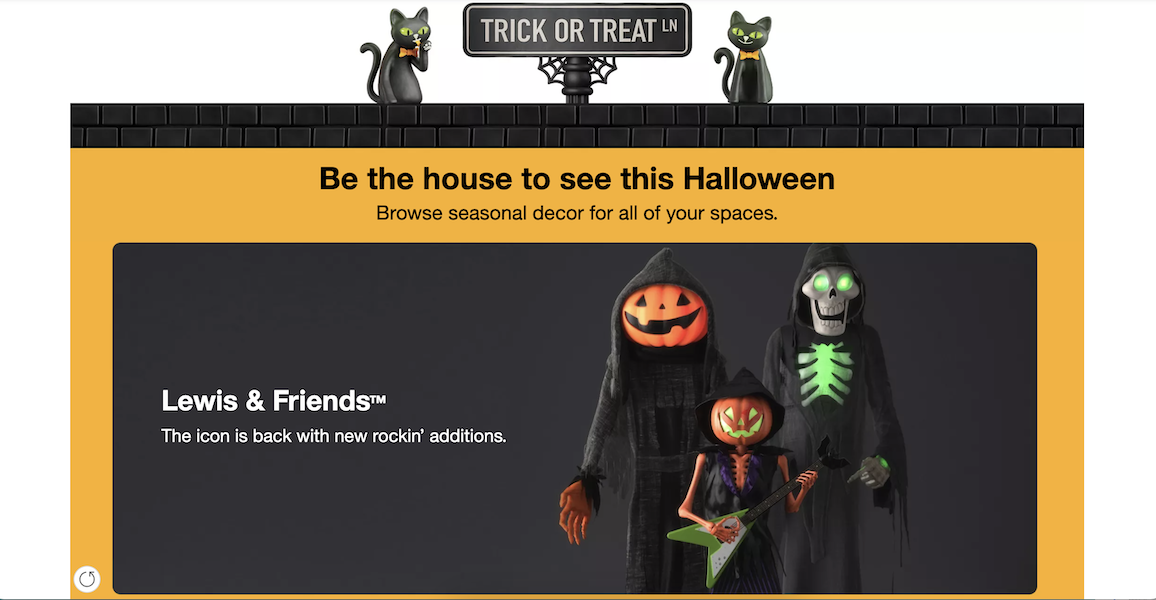 TRICK OR TREAT LN
Be the house to see this Halloween
Browse seasonal decor for all of your spaces.
Lewis & Friends™
The icon is back with new rockin’ additions.